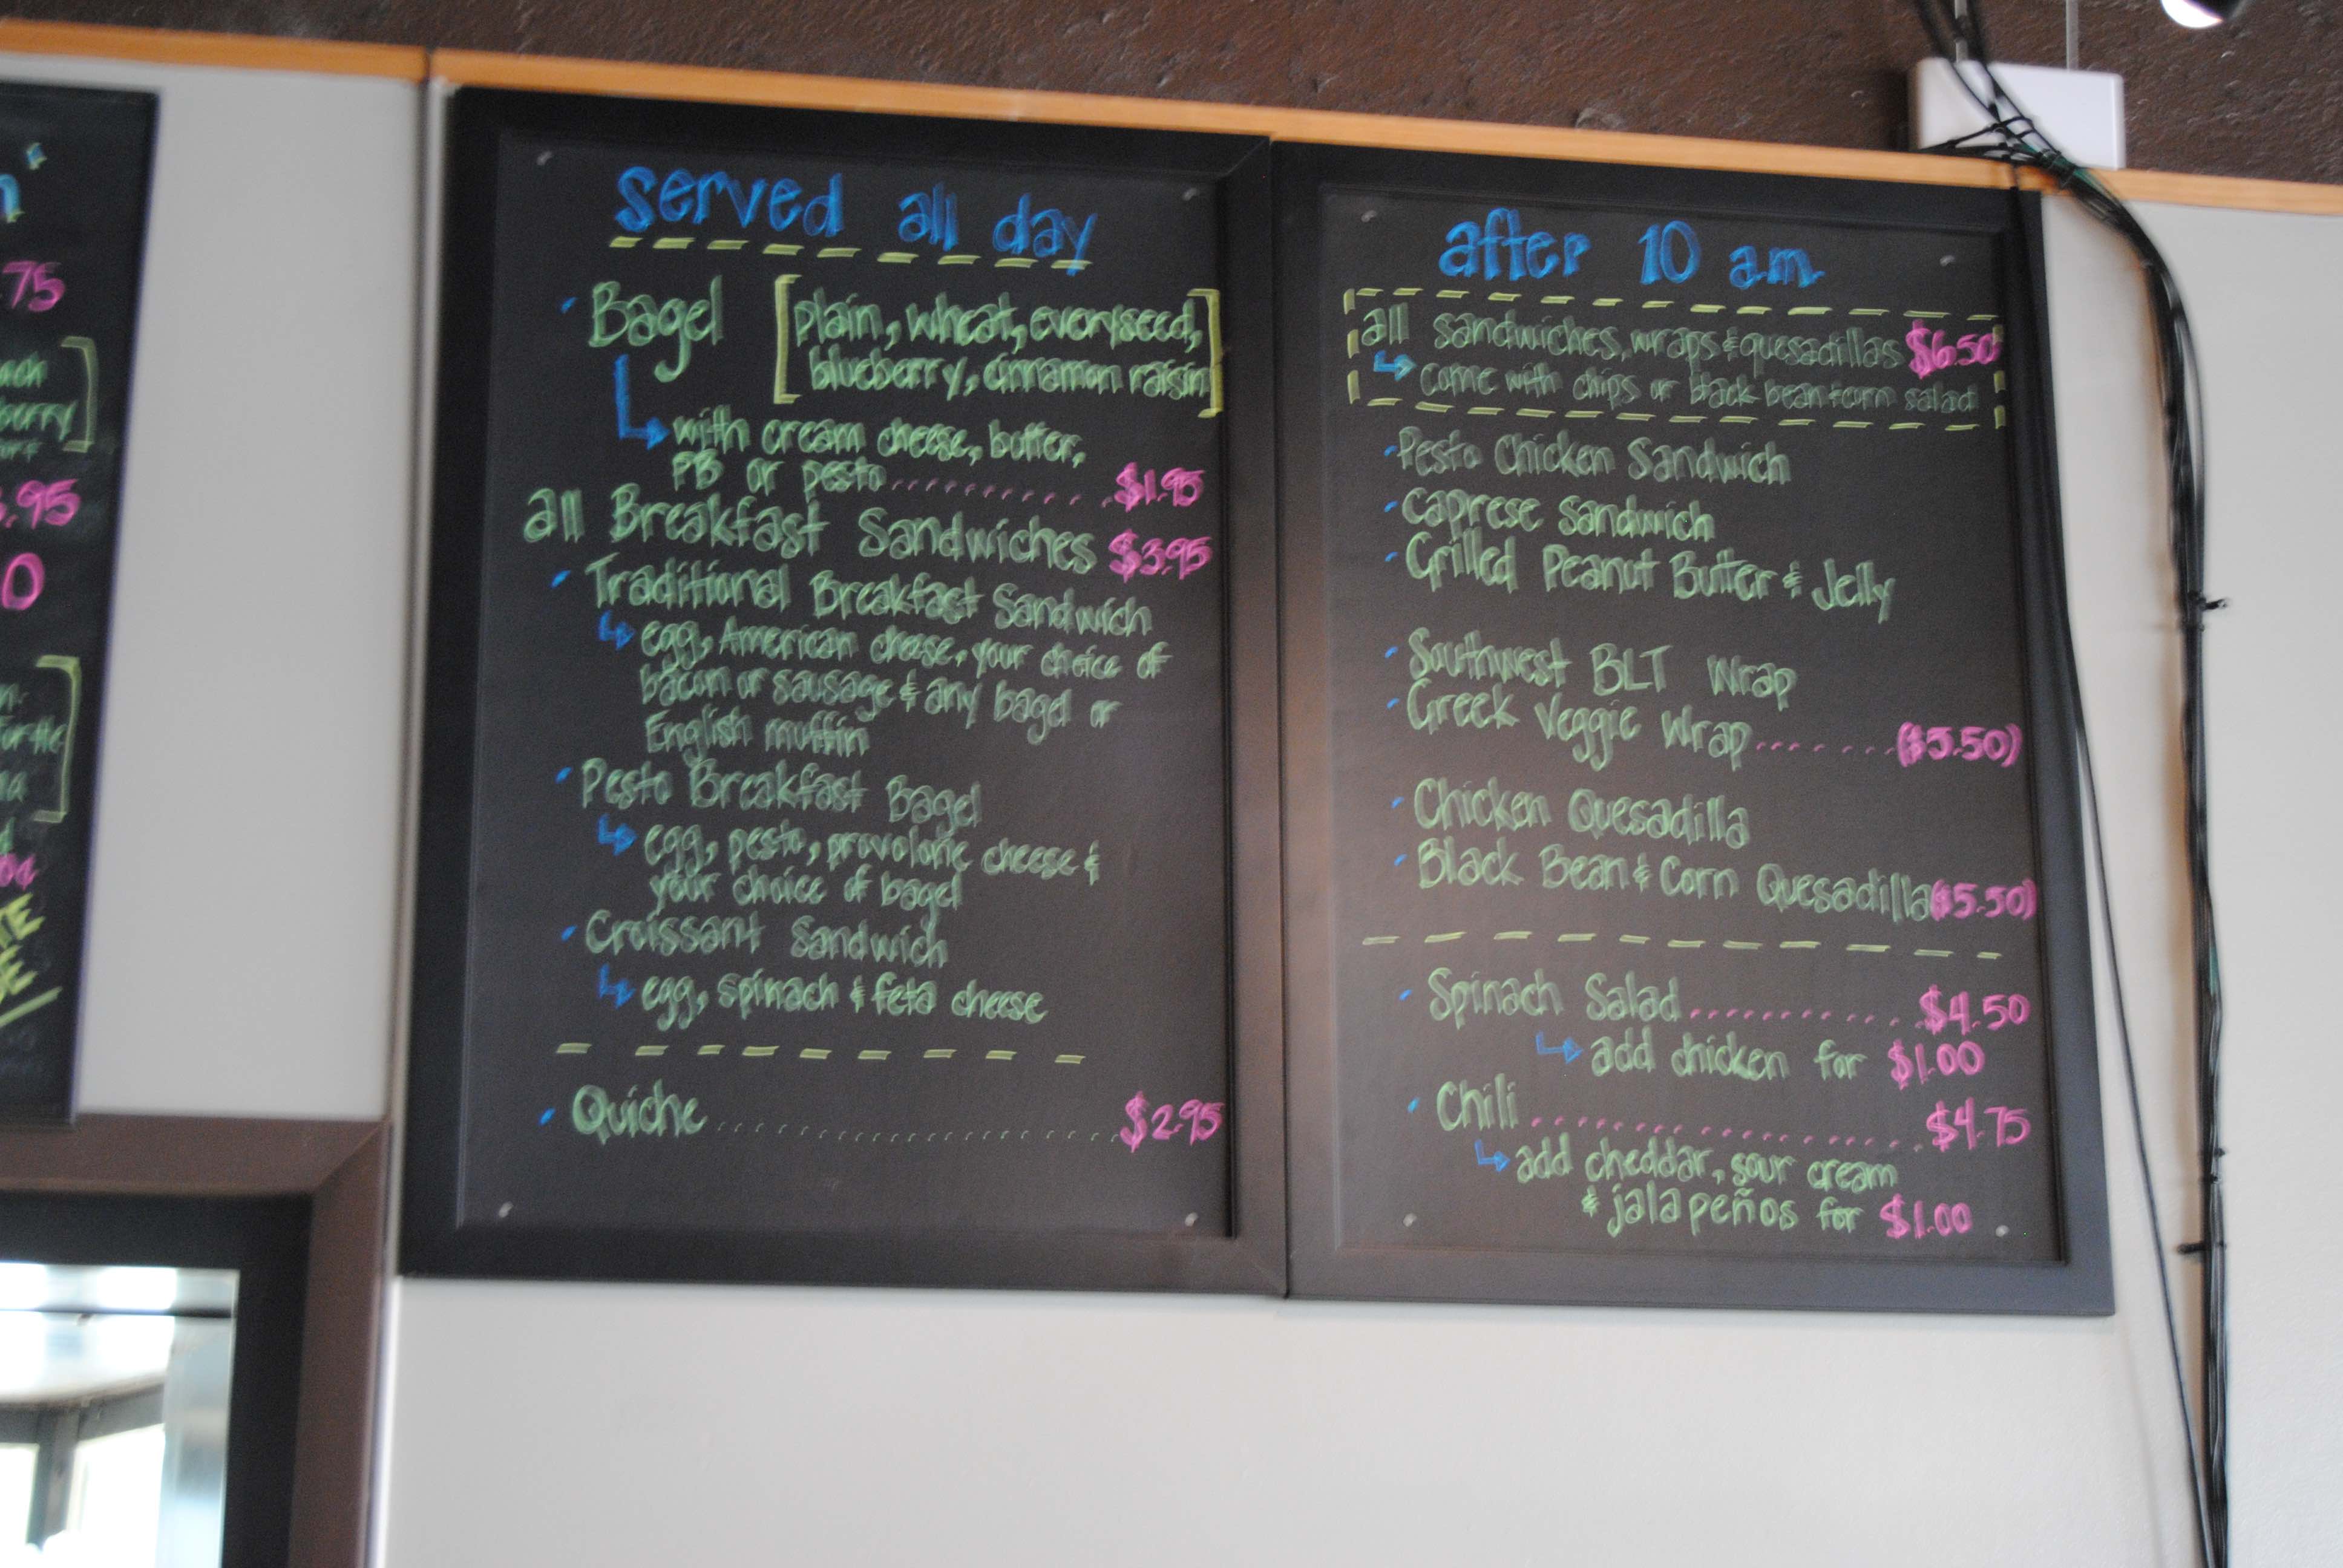 75
.95
0
served all day
Bagel [plain, wheat, everyseed,
blueberry, cinnamon raisin]
with cream cheese, butter,
PB or pesto.......... $1.95
all Breakfast Sandwiches $3.95
Traditional Breakfast Sandwich
egg, American cheese, your choice of
bacon or sausage & any bagel or
English muffin
Pesto Breakfast Bagel
egg, pesto, provolone cheese &
your choice of bagel
Croissant Sandwich
egg, spinach & feta cheese
Quiche.......... $2.95
after 10 a.m.
all sandwiches, wraps & quesadillas $6.50
come with chips or black bean & corn salad
Pesto Chicken Sandwich
Caprese Sandwich
Grilled Peanut Butter & Jelly
Southwest BLT Wrap
Greek Veggie Wrap....... ($5.50)
Chicken Quesadilla
Black Bean & Corn Quesadilla ($5.50)
Spinach Salad.......... $4.50
add chicken for $1.00
Chili.......... $4.75
add cheddar, sour cream
& jalapeños for $1.00